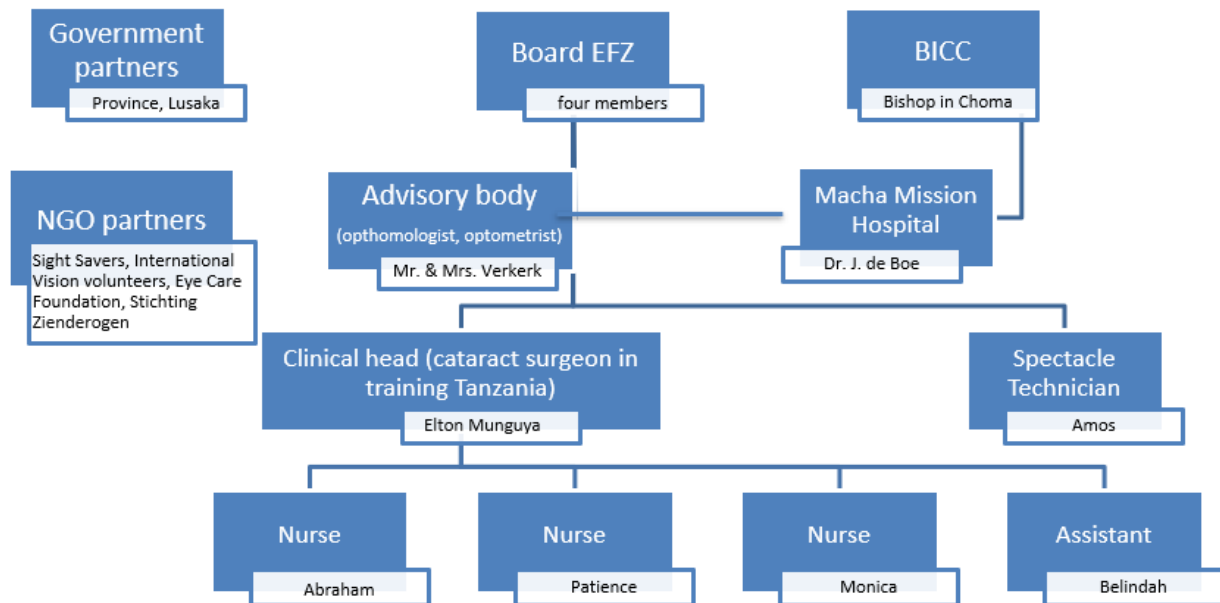 Government
partners
Province, Lusaka
Board EFZ
four members
BICC
Bishop in Choma
NGO partners
Sight Savers, International
Vision volunteers, Eye Care
Foundation, Stichting
Zienderogen
Advisory body
(opthomologist, optometrist)
Mr. & Mrs. Verkerk
Macha Mission
Hospital
Dr. J. de Boe
Clinical head (cataract surgeon in
training Tanzania)
Elton Munguya
Spectacle
Technician
Amos
Nurse
Abraham
Nurse
Patience
Nurse
Monica
Assistant
Belindah